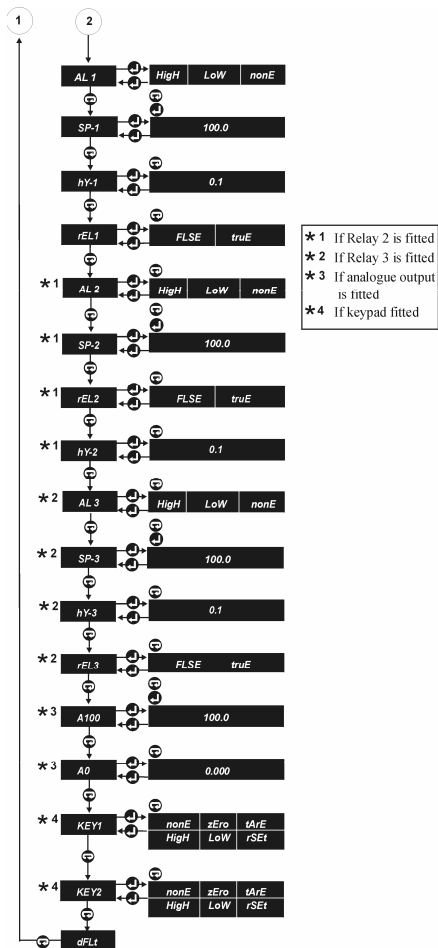 1
2
AL 1
HigH LoW nonE
SP-1
100.0
hY-1
0.1
rEL1
FLSE truE
*1 AL 2
HigH LoW nonE
*1 SP-2
100.0
*1 rEL2
FLSE truE
*1 hY-2
0.1
*2 AL 3
HigH LoW nonE
*2 SP-3
100.0
*2 hY-3
0.1
*2 rEL3
FLSE truE
*3 A100
100.0
*3 A0
0.000
*4 KEY1
nonE zEro tArE
HigH LoW rSEt
*4 KEY2
nonE zEro tArE
HigH LoW rSEt
dFLt
*1 If Relay 2 is fitted
*2 If Relay 3 is fitted
*3 If analogue output
is fitted
*4 If keypad fitted